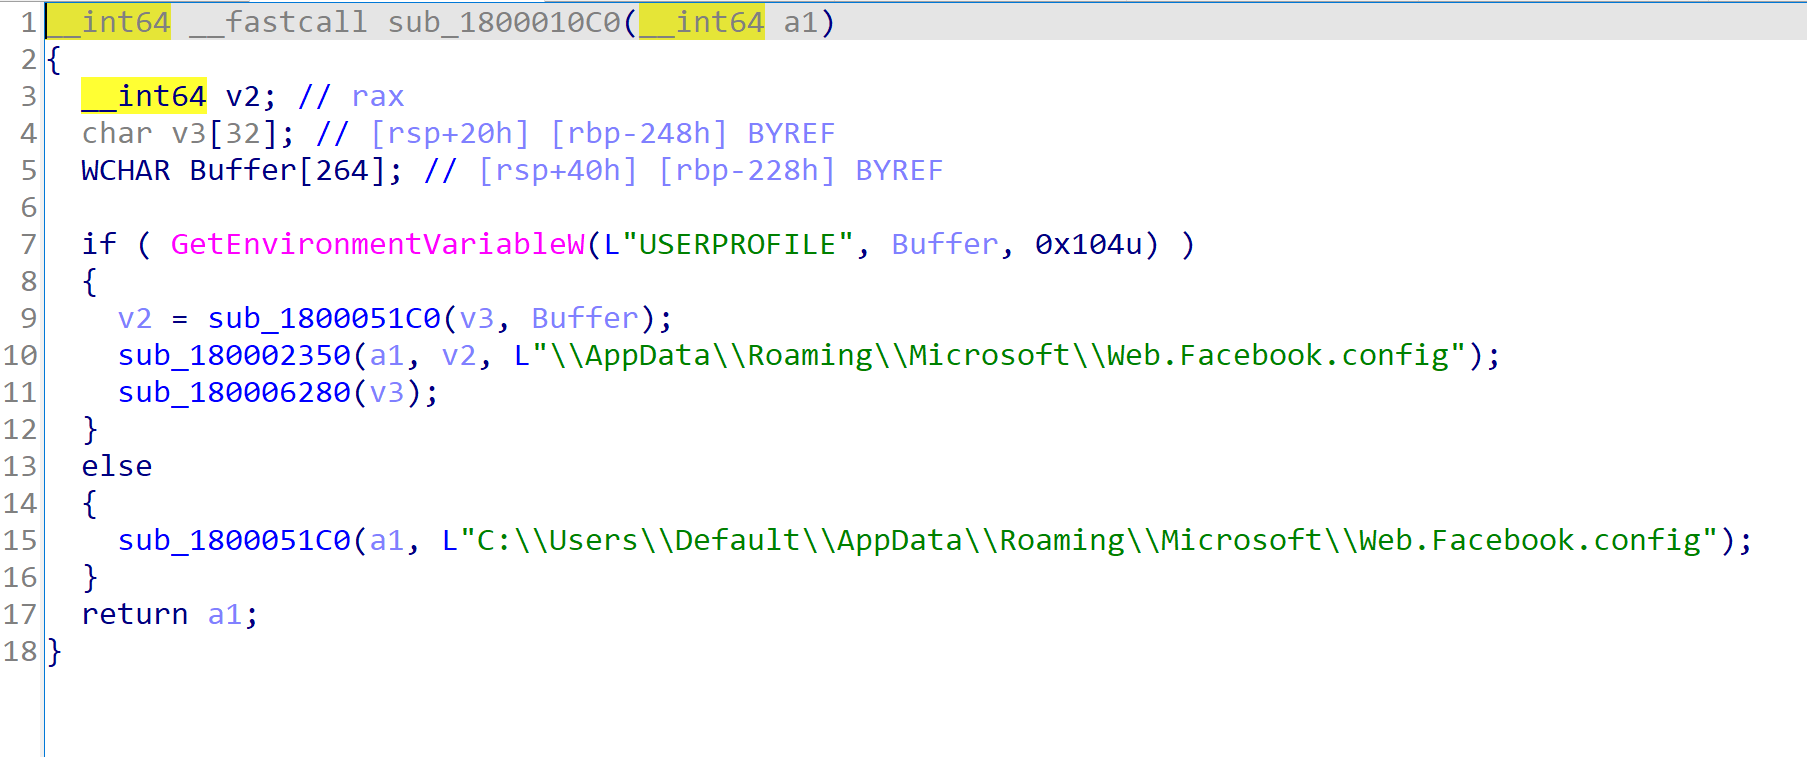 1 __int64 __fastcall sub_1800010C0(__int64 a1)
2 {
3   __int64 v2; // rax
4   char v3[32]; // [rsp+20h] [rbp-248h] BYREF
5   WCHAR Buffer[264]; // [rsp+40h] [rbp-228h] BYREF
6
7   if ( GetEnvironmentVariableW(L"USERPROFILE", Buffer, 0x104u) )
8   {
9     v2 = sub_1800051C0(v3, Buffer);
10     sub_180002350(a1, v2, L"\\AppData\\Roaming\\Microsoft\\Web.Facebook.config");
11     sub_180006280(v3);
12   }
13   else
14   {
15     sub_1800051C0(a1, L"C:\\Users\\Default\\AppData\\Roaming\\Microsoft\\Web.Facebook.config");
16   }
17   return a1;
18 }